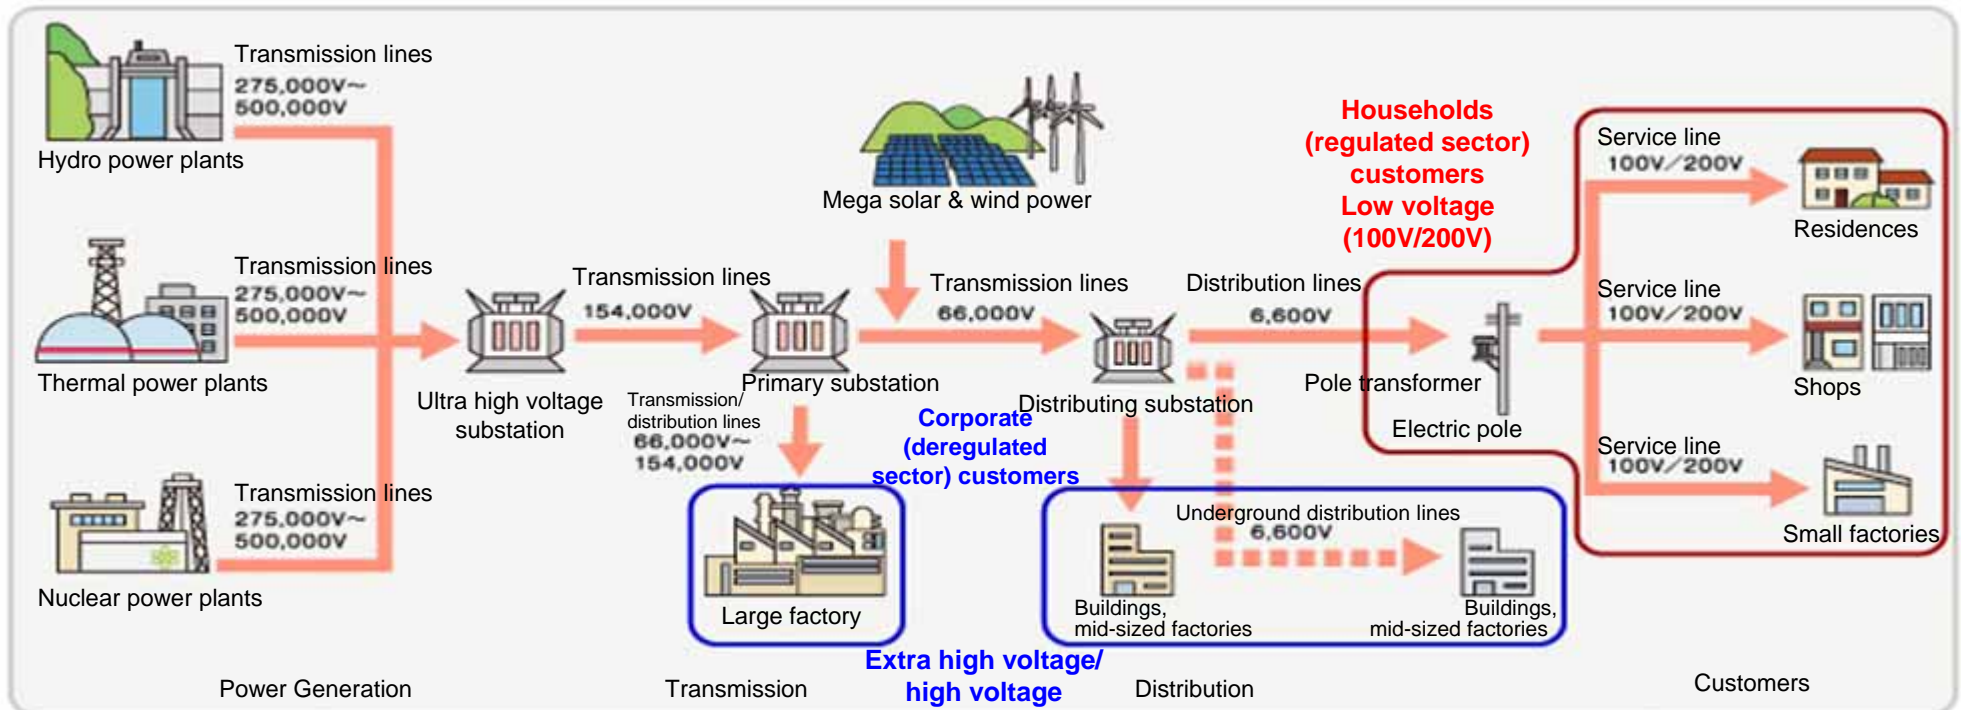 Transmission lines
275,000V~
500,000V
Hydro power plants
Transmission lines
275,000V~
500,000V
Thermal power plants
Transmission lines
275,000V~
500,000V
Nuclear power plants
Ultra high voltage
substation
Transmission lines
154,000V
Primary substation
Transmission/
distribution lines
66,000V~
154,000V
Large factory
Mega solar & wind power
Transmission lines
66,000V
Distributing substation
Corporate
(deregulated
sector) customers
Extra high voltage/
high voltage
Distribution lines
6,600V
Underground distribution lines
6,600V
Buildings,
mid-sized factories
Buildings,
mid-sized factories
Households
(regulated sector)
customers
Low voltage
(100V/200V)
Pole transformer
Electric pole
Service line
100V/200V
Residences
Service line
100V/200V
Shops
Service line
100V/200V
Small factories
Power Generation
Transmission
Distribution
Customers